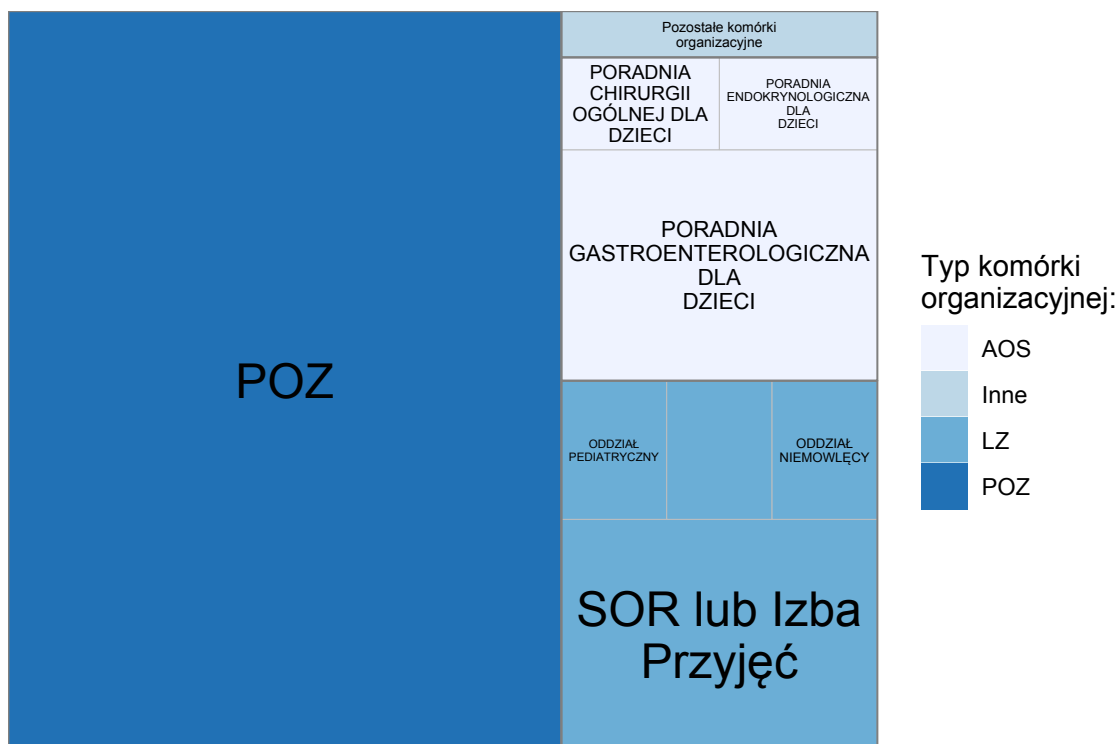 POZ
Pozostałe komórki
organizacyjne
PORADNIA
CHIRURGII
OGÓLNEJ DLA
DZIECI
PORADNIA
ENDOKRYNOLOGICZNA
DLA
DZIECI
PORADNIA
GASTROENTEROLOGICZNA
DLA
DZIECI
ODDZIAŁ
PEDIATRYCZNY
ODDZIAŁ
NIEMOWLĘCY
SOR lub Izba
Przyjęć
Typ komórki
organizacyjnej:
AOS
Inne
LZ
POZ